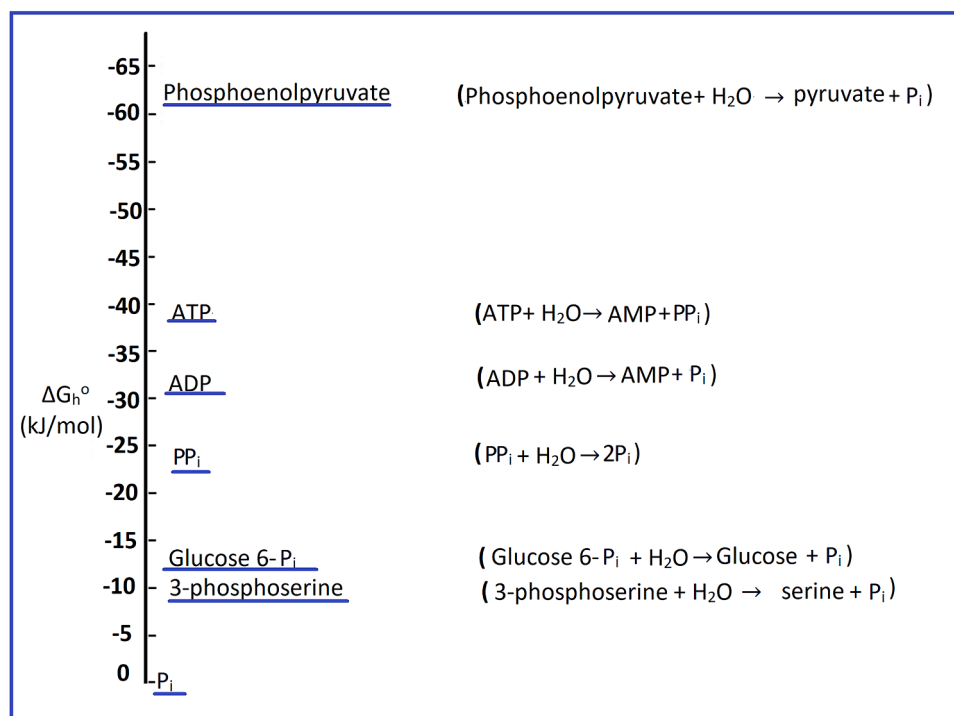 -65
Phosphoenolpyruvate (Phosphoenolpyruvate + H₂O → pyruvate + Pᵢ)
-60
-55
-50
-45
-40
ATP (ATP + H₂O → AMP + PPᵢ)
-35
ADP (ADP + H₂O → AMP + Pᵢ)
ΔGₕ° -30
(kJ/mol)
-25
PPᵢ (PPᵢ + H₂O → 2Pᵢ)
-20
-15
Glucose 6-Pᵢ (Glucose 6-Pᵢ + H₂O → Glucose + Pᵢ)
-10 3-phosphoserine (3-phosphoserine + H₂O → serine + Pᵢ)
-5
0 Pᵢ